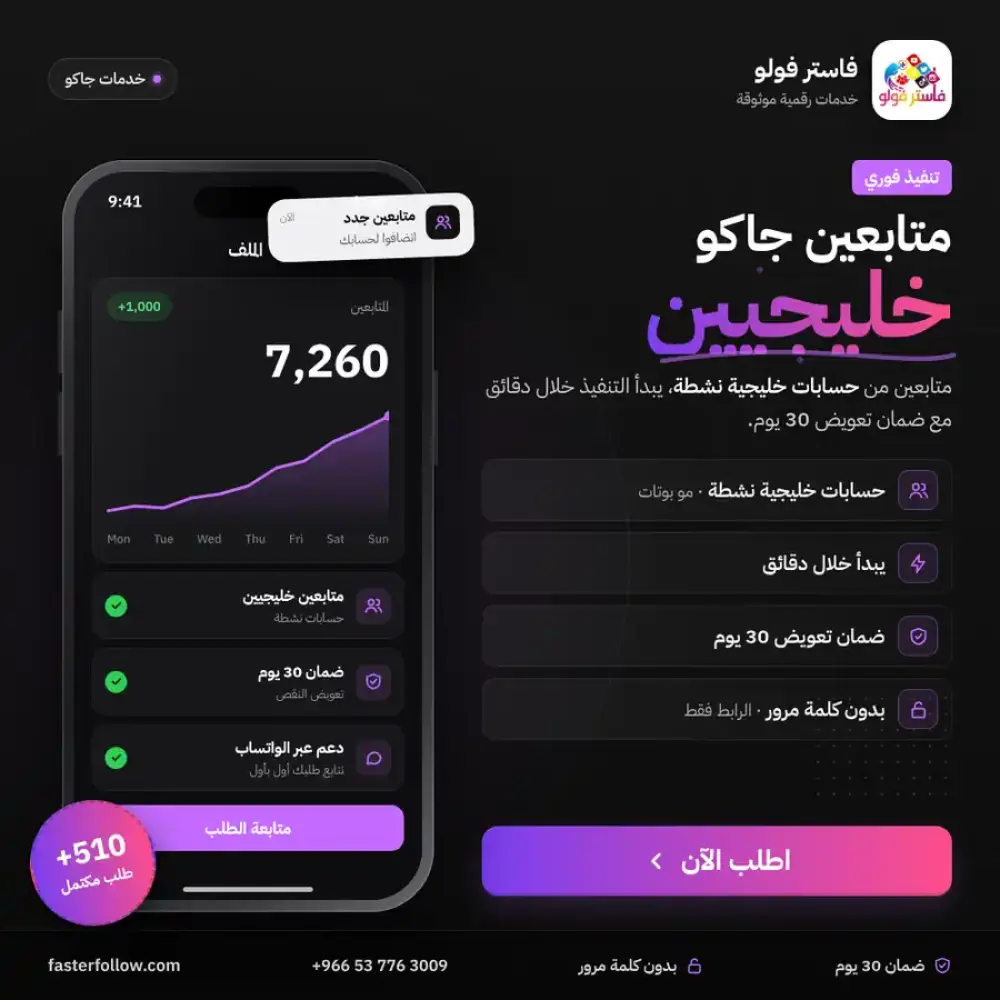 فاستر فولو
خدمات رقمية موثوقة
فاستر فولو
خدمات جاكو
تنفيذ فوري
متابعين جاكو
خليجيين
متابعين من حسابات خليجية نشطة، يبدأ التنفيذ خلال دقائق
مع ضمان تعويض 30 يوم.
حسابات خليجية نشطة · مو بوتات
يبدأ خلال دقائق
ضمان تعويض 30 يوم
بدون كلمة مرور · الرابط فقط
اطلب الآن
9:41
متابعين جدد
الآن
انضافوا لحسابك
الملف
المتابعين
+1,000
7,260
Mon Tue Wed Thu Fri Sat Sun
متابعين خليجيين
حسابات نشطة
ضمان 30 يوم
تعويض النقص
دعم عبر الواتساب
نتابع طلبك أول بأول
متابعة الطلب
+510
طلب مكتمل
ضمان 30 يوم
بدون كلمة مرور
+966 53 776 3009
fasterfollow.com